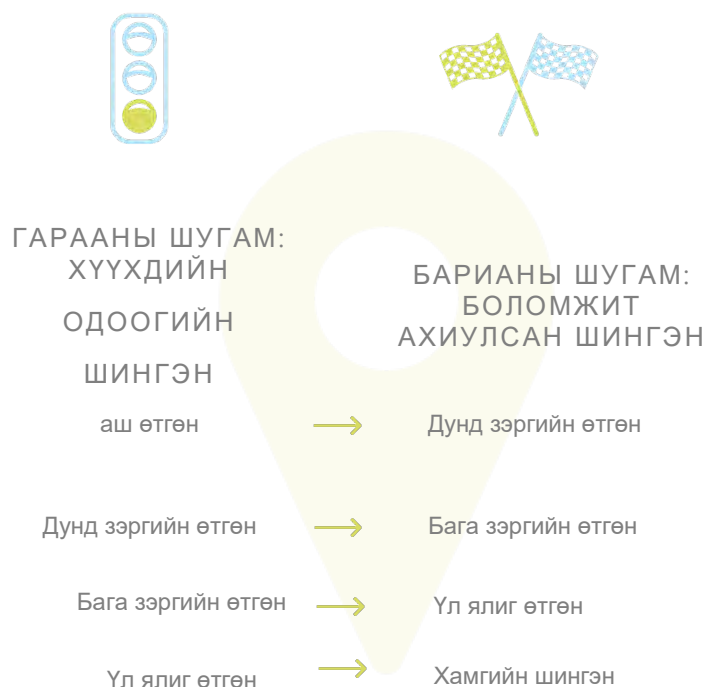 ГАРААНЫ ШУГАМ:
ХҮҮХДИЙН
ОДООГИЙН
ШИНГЭН
БАРИАНЫ ШУГАМ:
БОЛОМЖИТ
АХИУЛСАН ШИНГЭН
аш өтгөн
Дунд зэргийн өтгөн
Дунд зэргийн өтгөн
Бага зэргийн өтгөн
Бага зэргийн өтгөн
Үл ялиг өтгөн
Үл ялиг өтгөн
Хамгийн шингэн